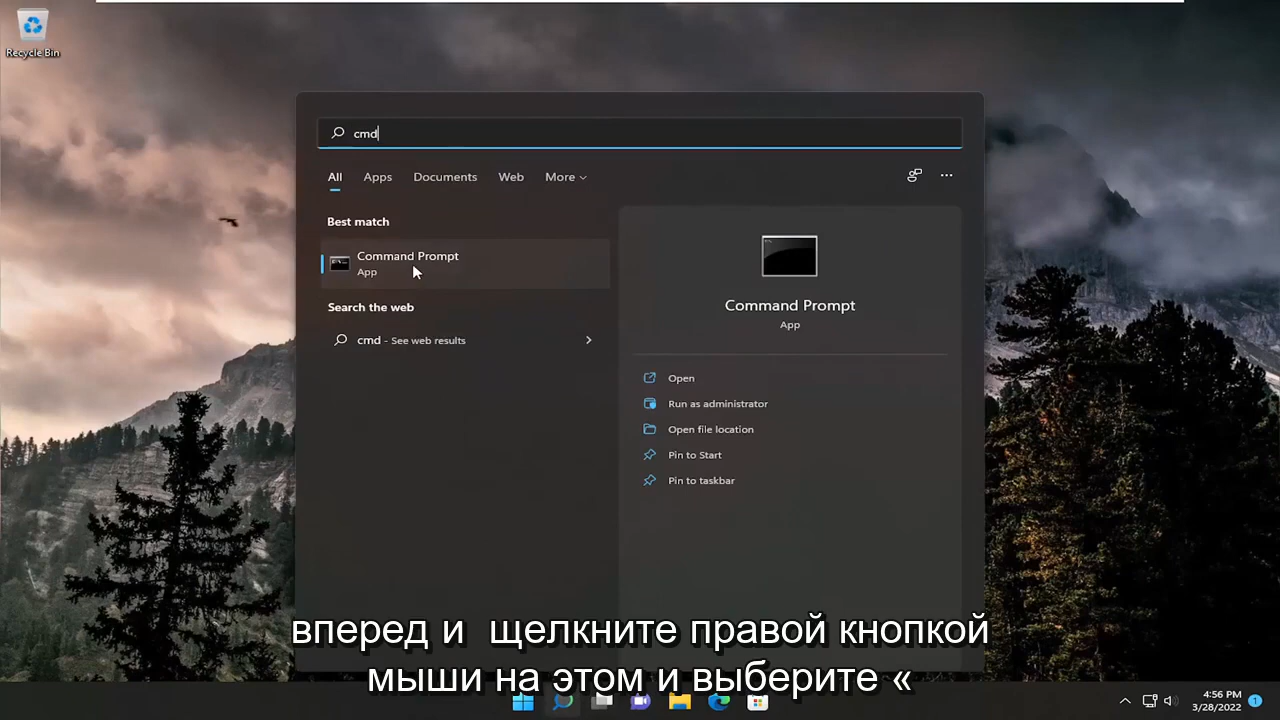 Recycle Bin
cmd
All Apps Documents Web More
Best match
Command Prompt
App
Search the web
cmd - See web results
Command Prompt
App
Open
Run as administrator
Open file location
Pin to Start
Pin to taskbar
вперед и щелкните правой кнопкой
мыши на этом и выберите «
4:56 PM
3/28/2022
1